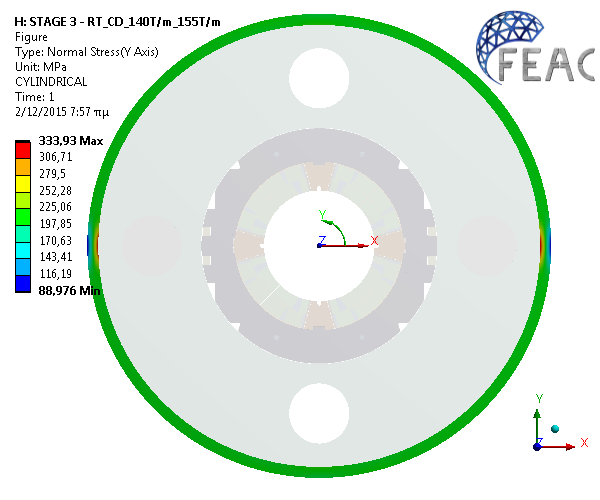 H: STAGE 3 - RT_CD_140T/m_155T/m
Figure
Type: Normal Stress(Y Axis)
Unit: MPa
CYLINDRICAL
Time: 1
2/12/2015 7:57 πμ
333,93 Max
306,71
279,5
252,28
225,06
197,85
170,63
143,41
116,19
88,976 Min
FEAC
Y
Z
X
Y
Z
X